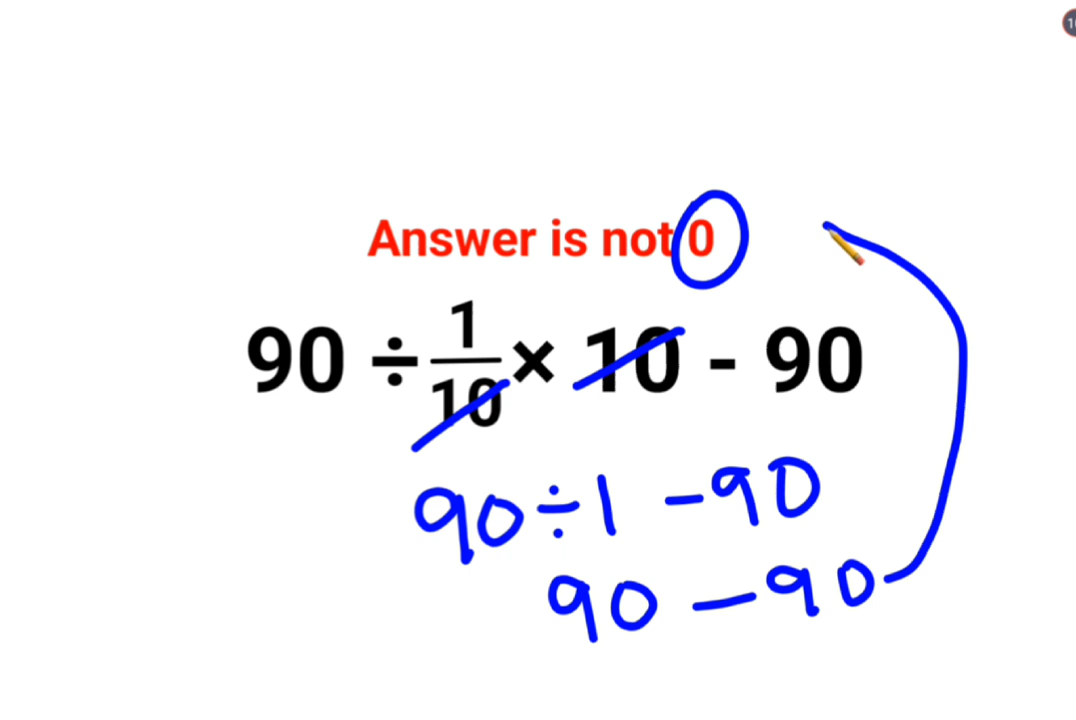 Answer is not 0
90 ÷ 1/10 × 10 - 90
90 ÷ 1 - 90
90 - 90